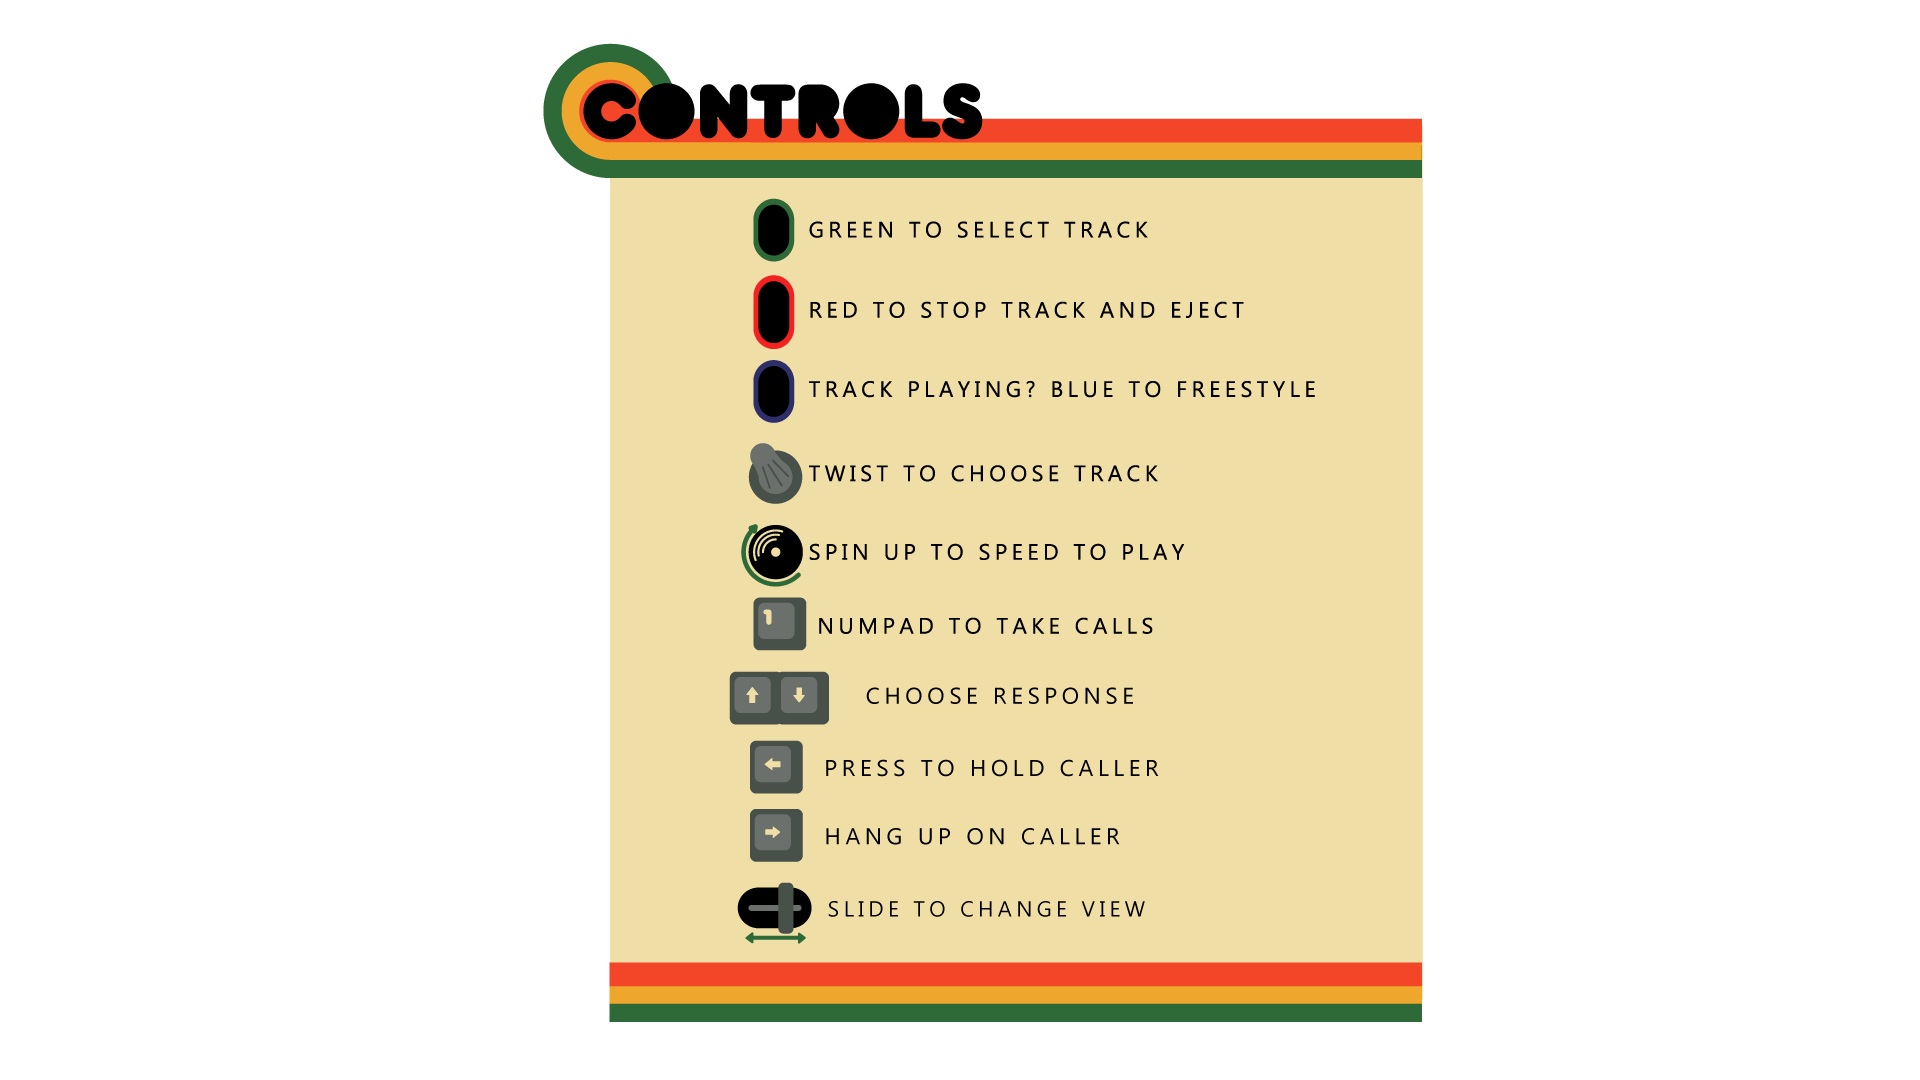 CONTROLS
GREEN TO SELECT TRACK
RED TO STOP TRACK AND EJECT
TRACK PLAYING? BLUE TO FREESTYLE
TWIST TO CHOOSE TRACK
SPIN UP TO SPEED TO PLAY
1 NUMPAD TO TAKE CALLS
CHOOSE RESPONSE
PRESS TO HOLD CALLER
HANG UP ON CALLER
SLIDE TO CHANGE VIEW